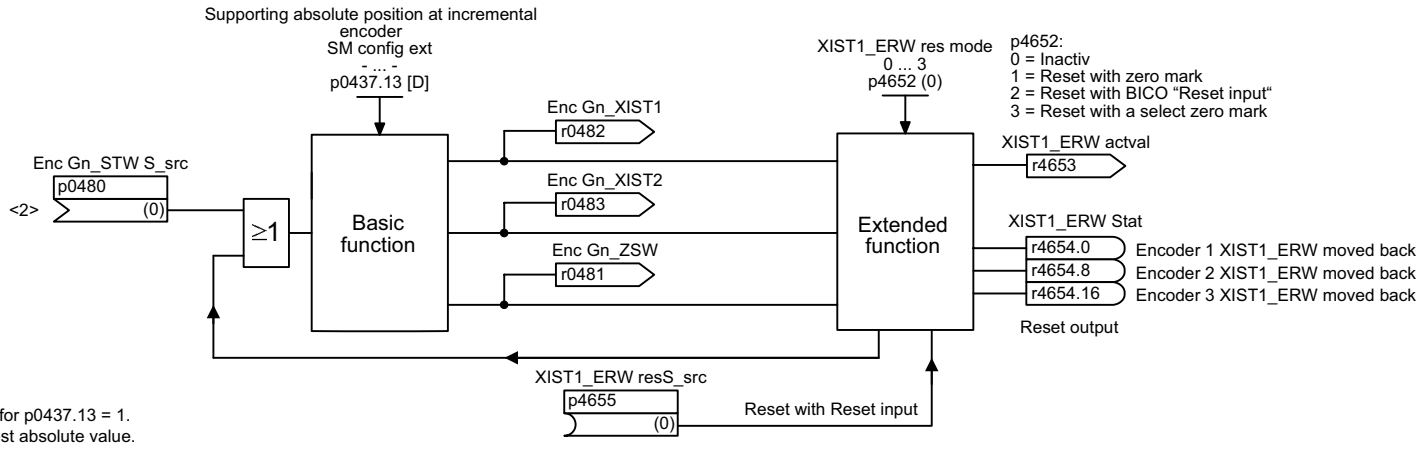 Supporting absolute position at incremental
encoder
SM config ext
- ... -
p0437.13 [D]
XIST1_ERW res mode
0 ... 3
p4652 (0)
p4652:
0 = Inactiv
1 = Reset with zero mark
2 = Reset with BICO “Reset input“
3 = Reset with a select zero mark
Enc Gn_XIST1
r0482
XIST1_ERW actval
r4653
Enc Gn_STW S_src
p0480
<2>
(0)
≥1
Basic
function
Enc Gn_XIST2
r0483
Enc Gn_ZSW
r0481
Extended
function
XIST1_ERW Stat
r4654.0
Encoder 1 XIST1_ERW moved back
r4654.8
Encoder 2 XIST1_ERW moved back
r4654.16
Encoder 3 XIST1_ERW moved back
Reset output
XIST1_ERW resS_src
p4655
(0)
Reset with Reset input
for p0437.13 = 1.
st absolute value.